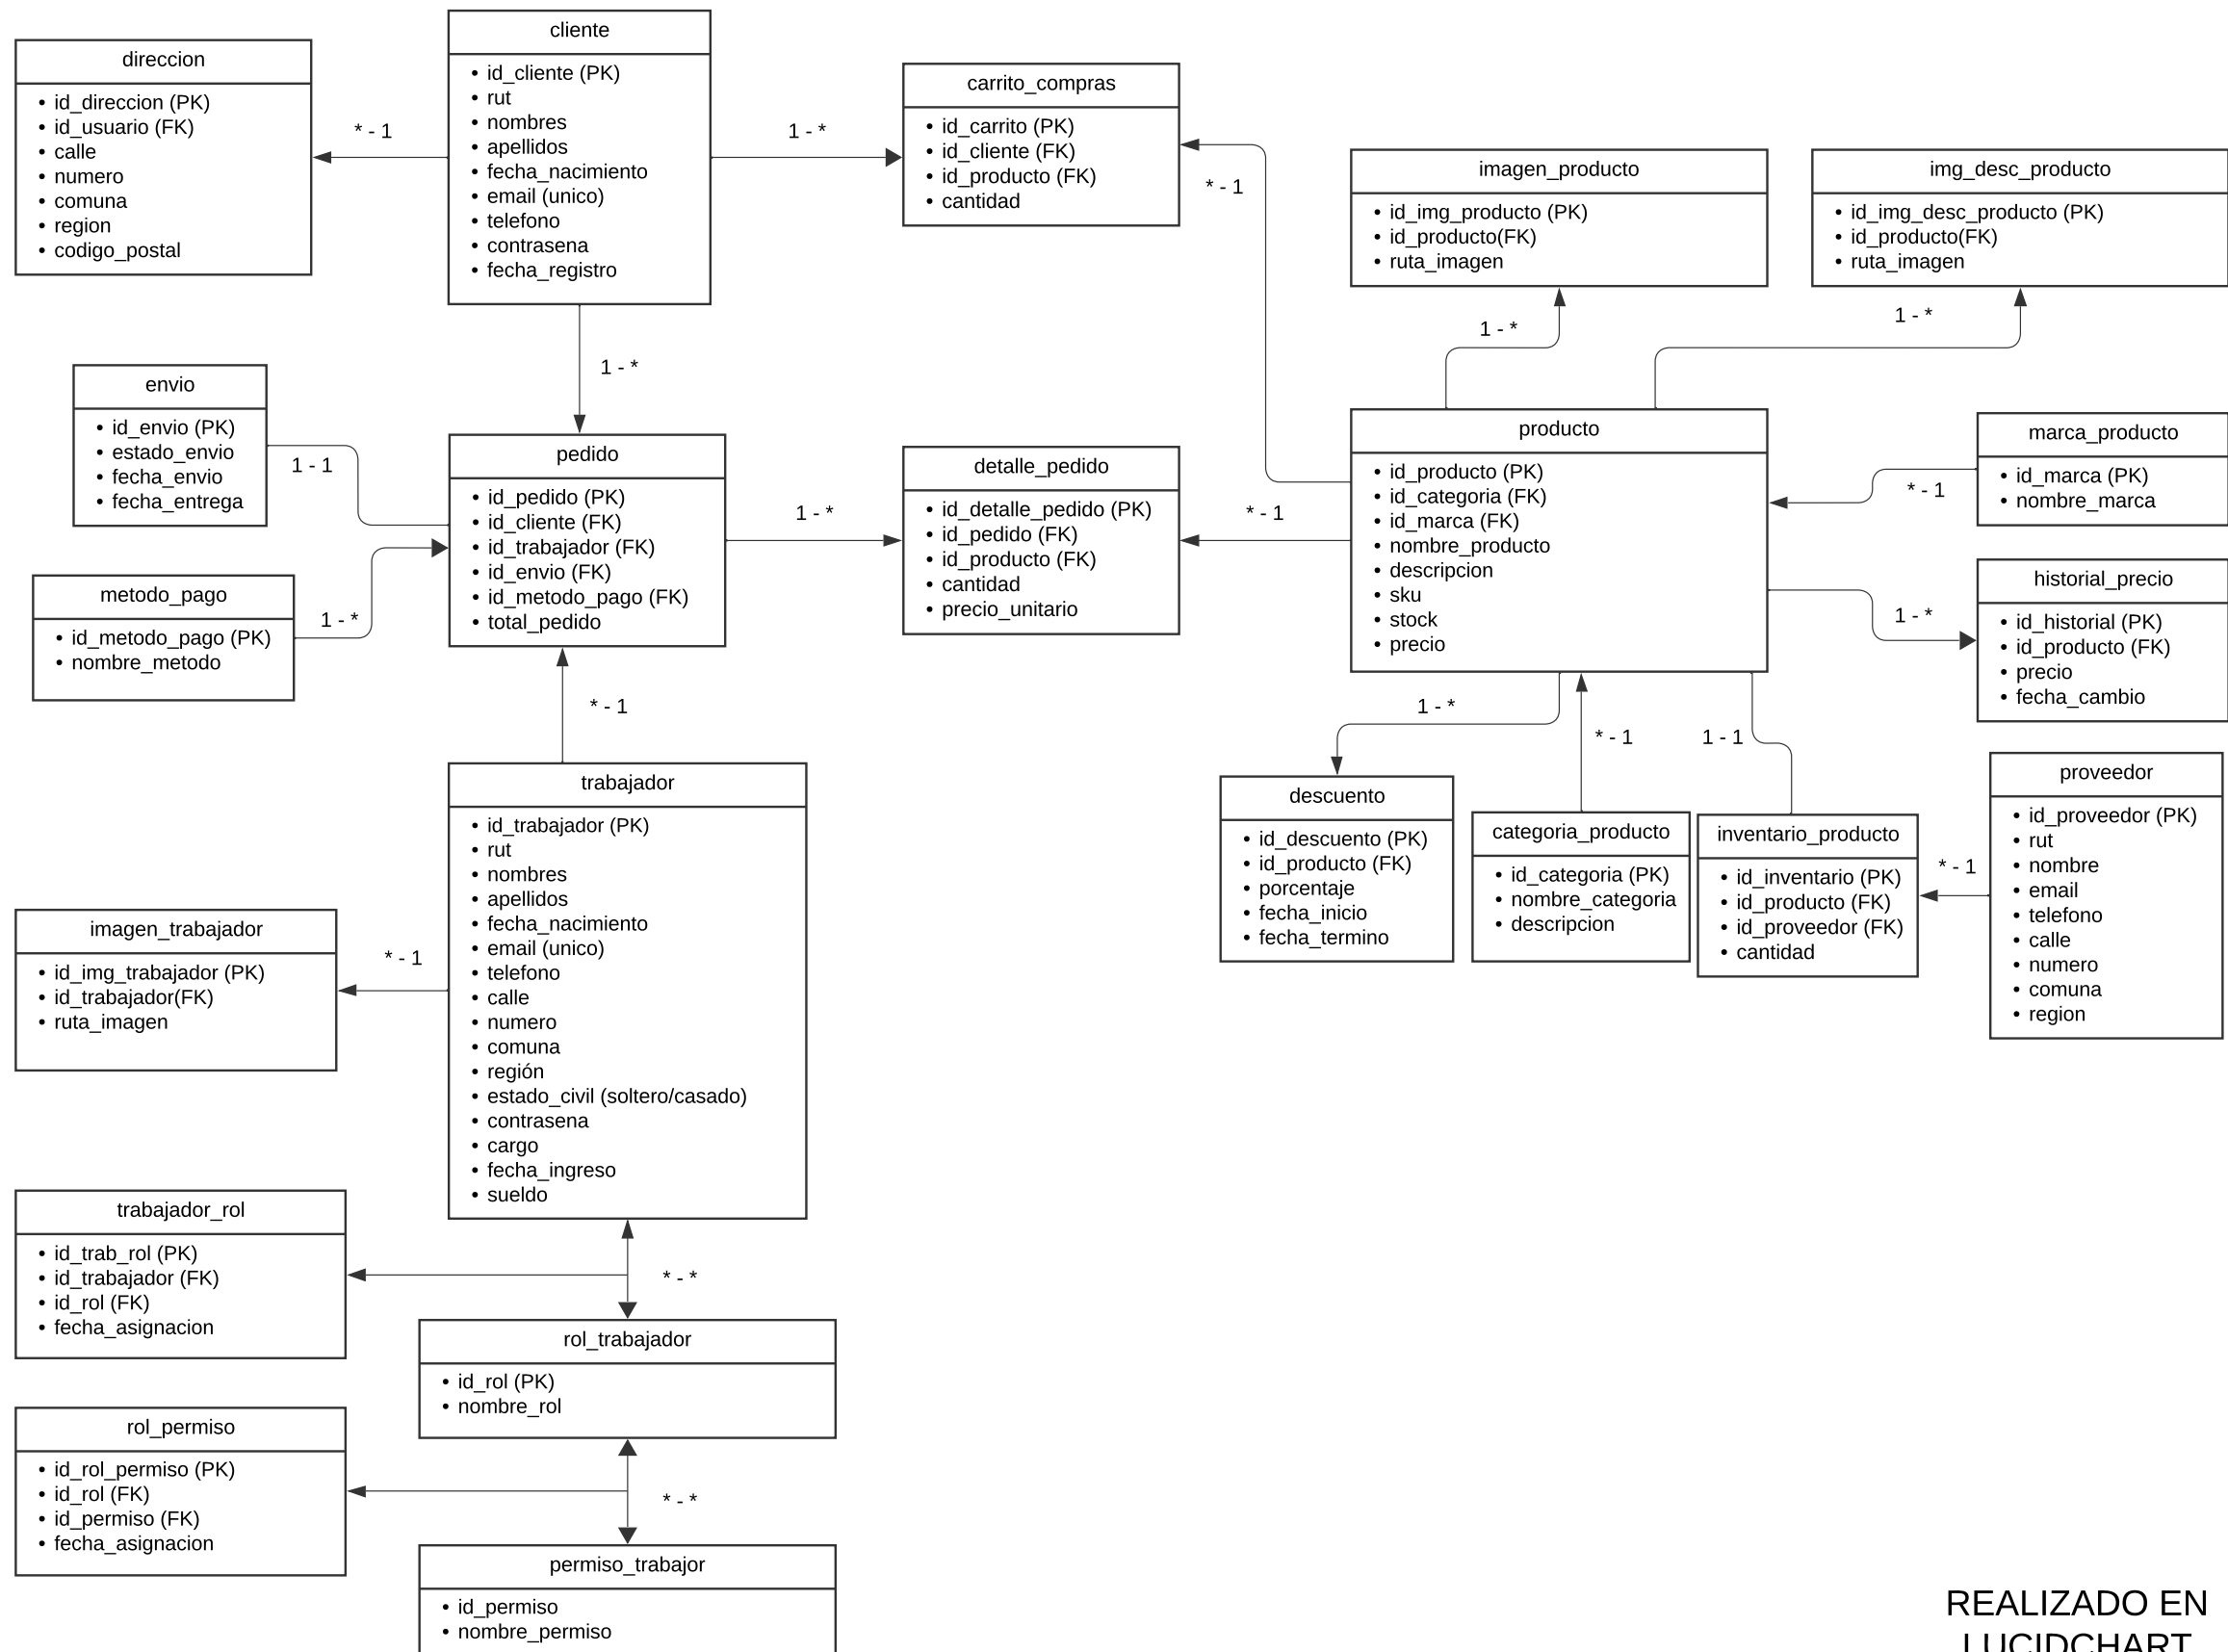 cliente
• id_cliente (PK)
• rut
• nombres
• apellidos
• fecha_nacimiento
• email (unico)
• telefono
• contrasena
• fecha_registro
direccion
• id_direccion (PK)
• id_usuario (FK)
• calle
• numero
• comuna
• region
• codigo_postal
* - 1
1 - *
carrito_compras
• id_carrito (PK)
• id_cliente (FK)
• id_producto (FK)
• cantidad
* - 1
imagen_producto
• id_img_producto (PK)
• id_producto(FK)
• ruta_imagen
img_desc_producto
• id_img_desc_producto (PK)
• id_producto(FK)
• ruta_imagen
1 - *
1 - *
1 - *
envio
• id_envio (PK)
• estado_envio
• fecha_envio
• fecha_entrega
1 - 1
pedido
• id_pedido (PK)
• id_cliente (FK)
• id_trabajador (FK)
• id_envio (FK)
• id_metodo_pago (FK)
• total_pedido
1 - *
detalle_pedido
• id_detalle_pedido (PK)
• id_pedido (FK)
• id_producto (FK)
• cantidad
• precio_unitario
* - 1
producto
• id_producto (PK)
• id_categoria (FK)
• id_marca (FK)
• nombre_producto
• descripcion
• sku
• stock
• precio
* - 1
marca_producto
• id_marca (PK)
• nombre_marca
metodo_pago
• id_metodo_pago (PK)
• nombre_metodo
1 - *
1 - *
historial_precio
• id_historial (PK)
• id_producto (FK)
• precio
• fecha_cambio
* - 1
1 - *
* - 1
1 - 1
trabajador
• id_trabajador (PK)
• rut
• nombres
• apellidos
• fecha_nacimiento
• email (unico)
• telefono
• calle
• numero
• comuna
• región
• estado_civil (soltero/casado)
• contrasena
• cargo
• fecha_ingreso
• sueldo
descuento
• id_descuento (PK)
• id_producto (FK)
• porcentaje
• fecha_inicio
• fecha_termino
categoria_producto
• id_categoria (PK)
• nombre_categoria
• descripcion
inventario_producto
• id_inventario (PK)
• id_producto (FK)
• id_proveedor (FK)
• cantidad
* - 1
proveedor
• id_proveedor (PK)
• rut
• nombre
• email
• telefono
• calle
• numero
• comuna
• region
imagen_trabajador
• id_img_trabajador (PK)
• id_trabajador(FK)
• ruta_imagen
* - 1
trabajador_rol
• id_trab_rol (PK)
• id_trabajador (FK)
• id_rol (FK)
• fecha_asignacion
* - *
rol_trabajador
• id_rol (PK)
• nombre_rol
rol_permiso
• id_rol_permiso (PK)
• id_rol (FK)
• id_permiso (FK)
• fecha_asignacion
* - *
permiso_trabajor
• id_permiso
• nombre_permiso
REALIZADO EN
LUCIDCHART